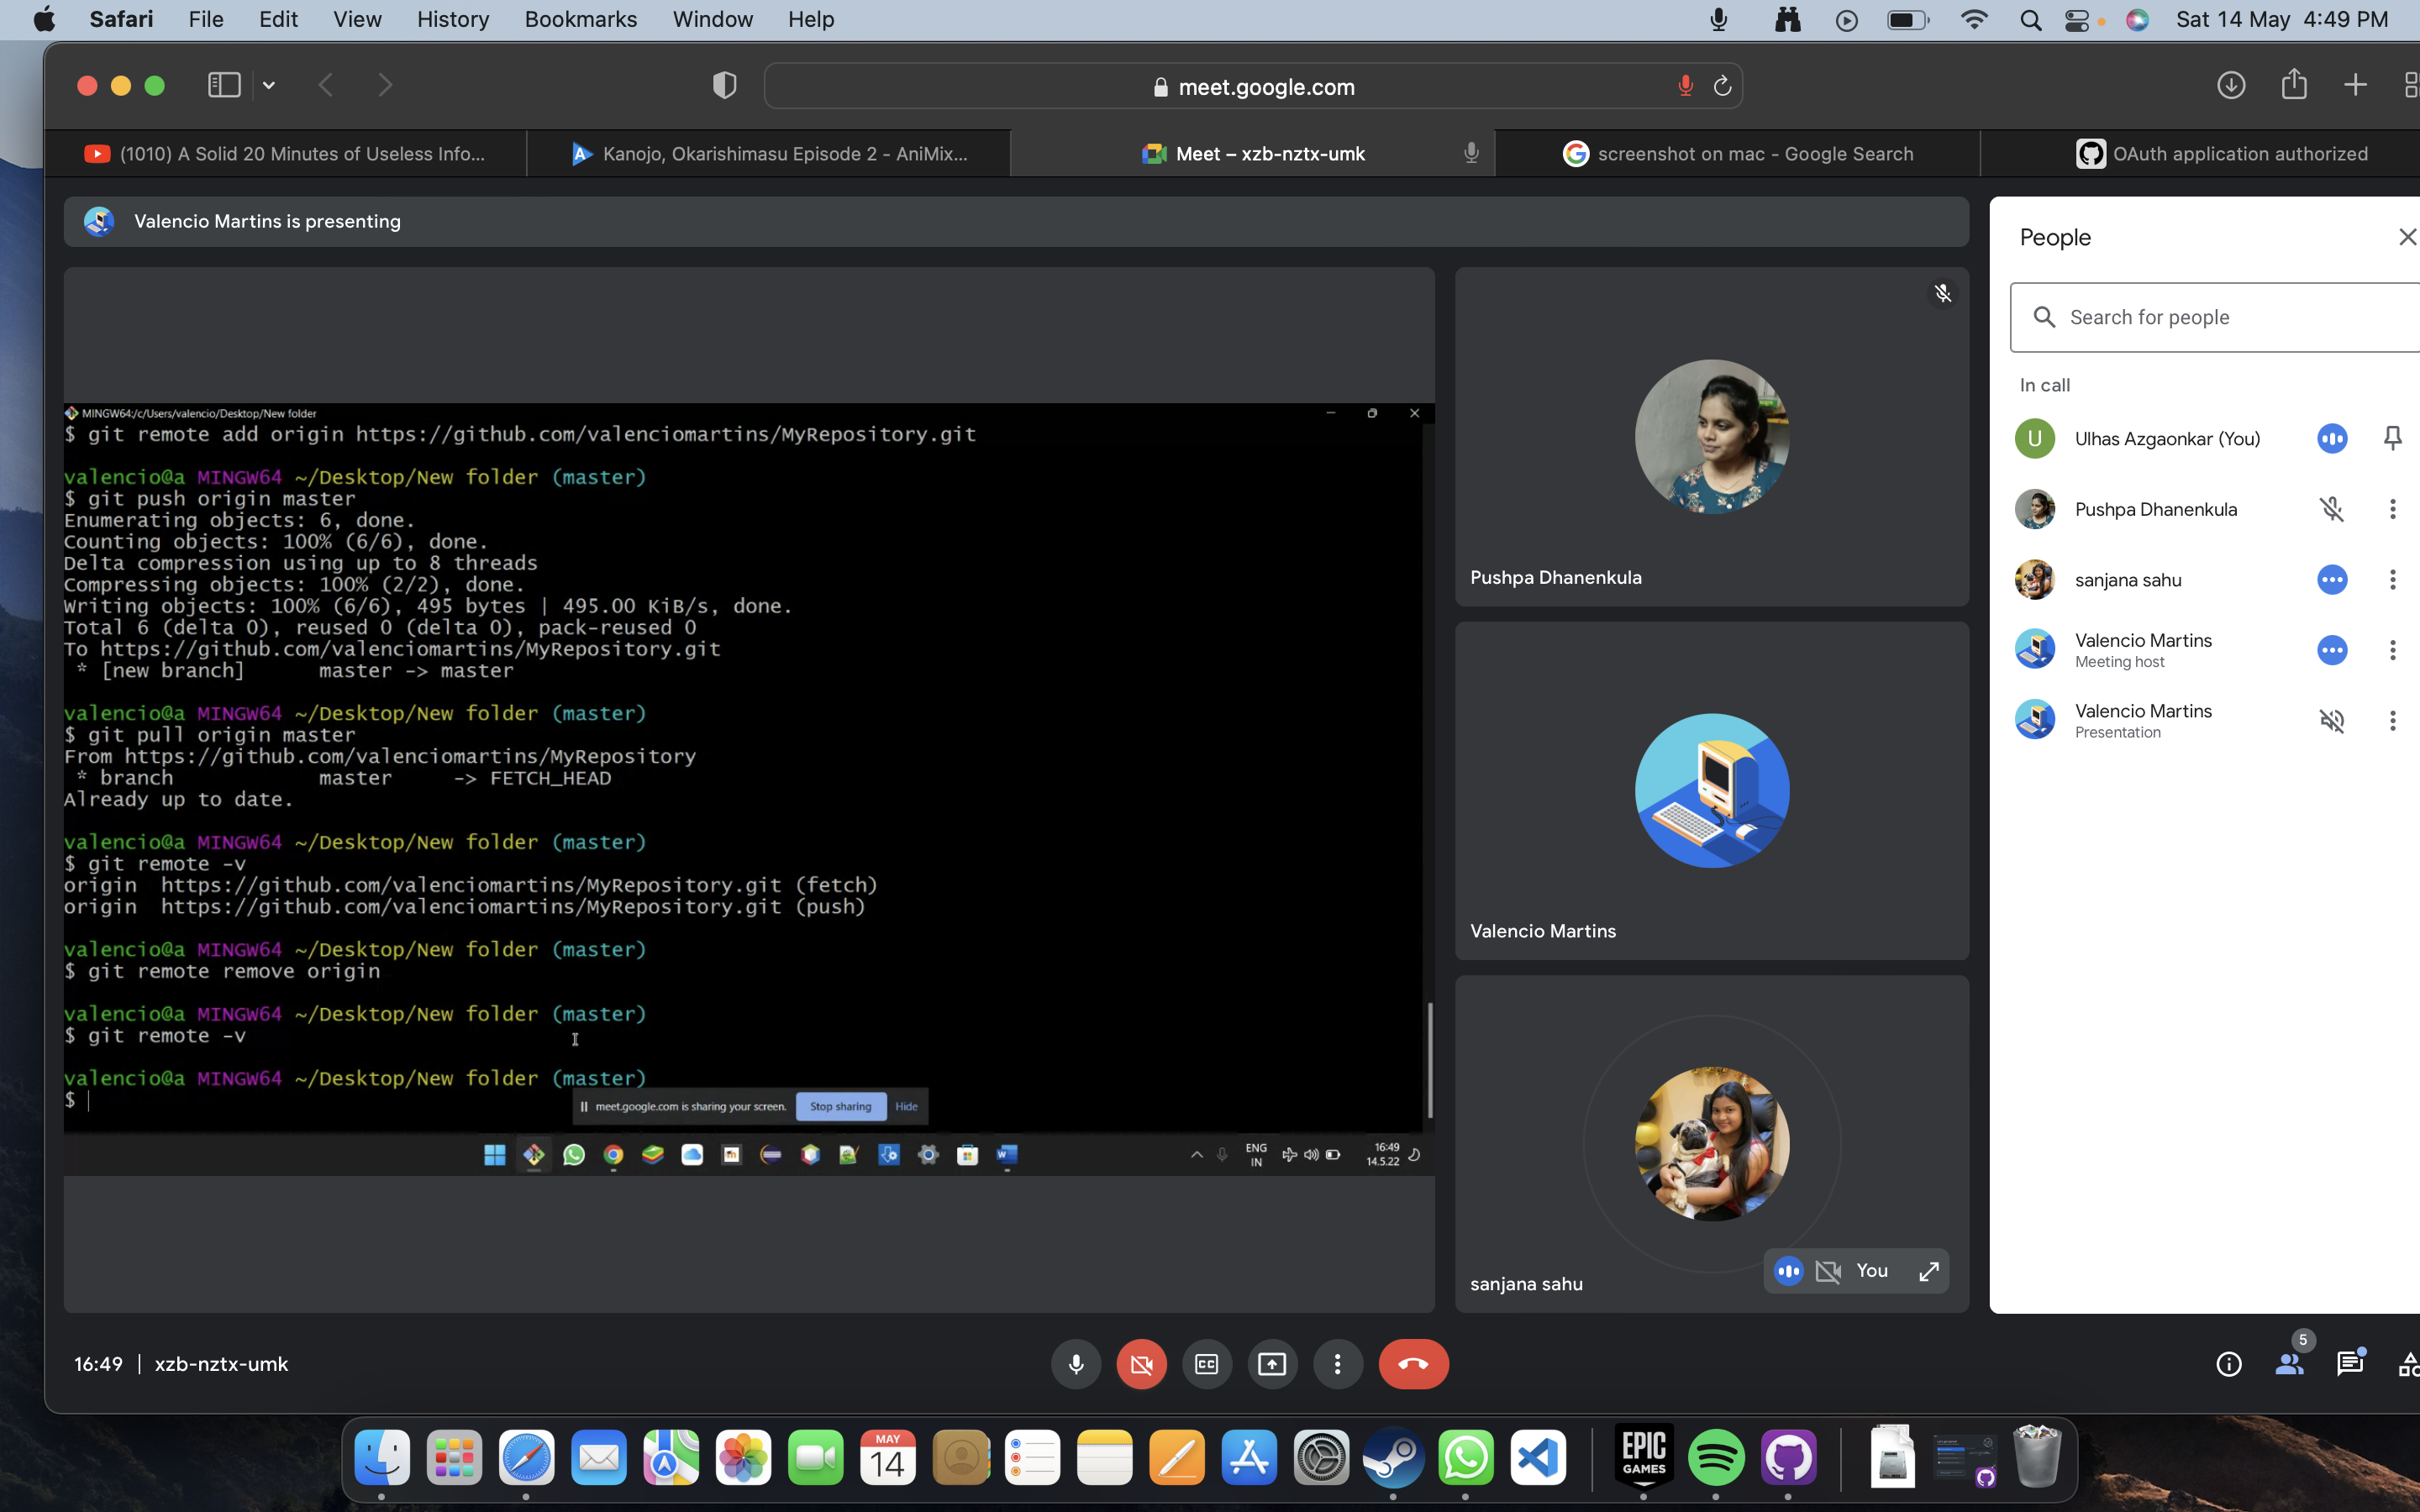 Safari File Edit View History Bookmarks Window Help Sat 14 May 4:49 PM
meet.google.com
(1010) A Solid 20 Minutes of Useless Info...
Kanojo, Okarishimasu Episode 2 - AniMix...
Meet – xzb-nztx-umk
screenshot on mac - Google Search
OAuth application authorized
Valencio Martins is presenting
MINGW64:/c/Users/valencio/Desktop/New folder
$ git remote add origin https://github.com/valenciomartins/MyRepository.git
valencio@a MINGW64 ~/Desktop/New folder (master)
$ git push origin master
Enumerating objects: 6, done.
Counting objects: 100% (6/6), done.
Delta compression using up to 8 threads
Compressing objects: 100% (2/2), done.
Writing objects: 100% (6/6), 495 bytes | 495.00 KiB/s, done.
Total 6 (delta 0), reused 0 (delta 0), pack-reused 0
To https://github.com/valenciomartins/MyRepository.git
* [new branch] master -> master
valencio@a MINGW64 ~/Desktop/New folder (master)
$ git pull origin master
From https://github.com/valenciomartins/MyRepository
* branch master -> FETCH_HEAD
Already up to date.
valencio@a MINGW64 ~/Desktop/New folder (master)
$ git remote -v
origin https://github.com/valenciomartins/MyRepository.git (fetch)
origin https://github.com/valenciomartins/MyRepository.git (push)
valencio@a MINGW64 ~/Desktop/New folder (master)
$ git remote remove origin
valencio@a MINGW64 ~/Desktop/New folder (master)
$ git remote -v
valencio@a MINGW64 ~/Desktop/New folder (master)
$
meet.google.com is sharing your screen. Stop sharing Hide
ENG
IN
16:49
14.5.22
Pushpa Dhanenkula
Valencio Martins
sanjana sahu
You
People
Search for people
In call
U
Ulhas Azgaonkar (You)
Pushpa Dhanenkula
sanjana sahu
Valencio Martins
Meeting host
Valencio Martins
Presentation
16:49 | xzb-nztx-umk
CC
5
MAY
14
EPIC
GAMES